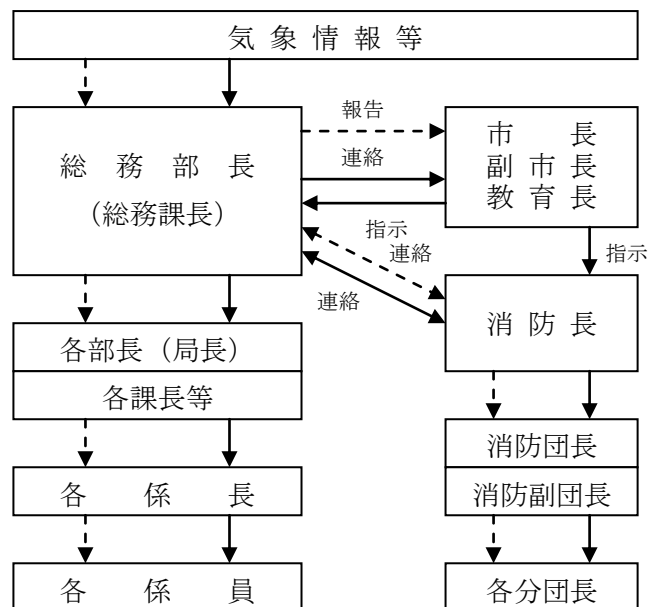 気象情報等
報告
総務部長
(総務課長)
連絡
市長
副市長
教育長
指示
連絡
指示
連絡
消防長
各部長(局長)
各課長等
消防団長
消防副団長
各係長
各係員
各分団長